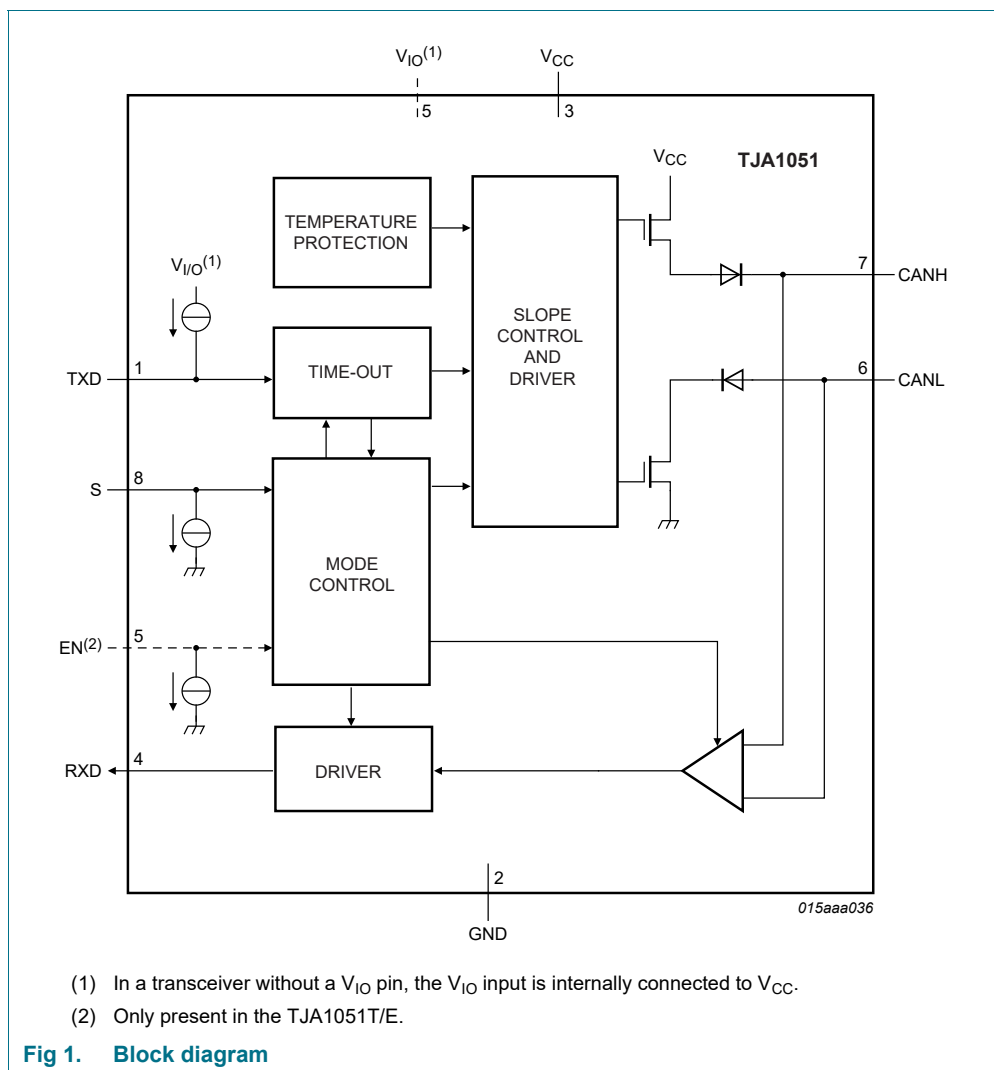 VIO(1)
VCC
5
3
VCC
TJA1051
TEMPERATURE
PROTECTION
VI/O(1)
7
CANH
SLOPE
CONTROL
AND
DRIVER
1
TXD
TIME-OUT
6
CANL
8
S
MODE
CONTROL
5
EN(2)
4
RXD
DRIVER
2
015aaa036
GND
(1) In a transceiver without a VIO pin, the VIO input is internally connected to VCC.
(2) Only present in the TJA1051T/E.
Fig 1. Block diagram